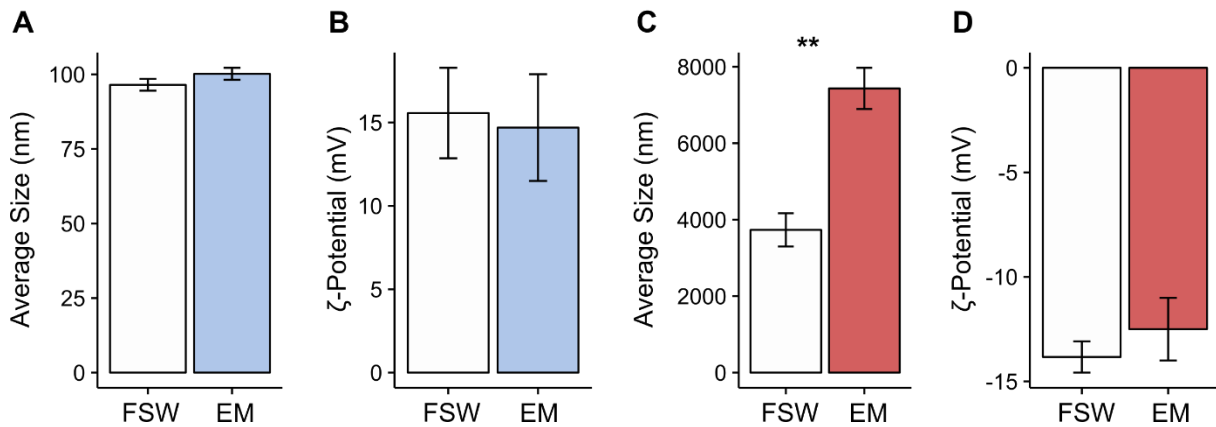 A
Average Size (nm)
100
75
50
25
0
FSW EM
B
ζ-Potential (mV)
15
10
5
0
FSW EM
C
**
Average Size (nm)
8000
6000
4000
2000
0
FSW EM
D
ζ-Potential (mV)
0
-5
-10
-15
FSW EM